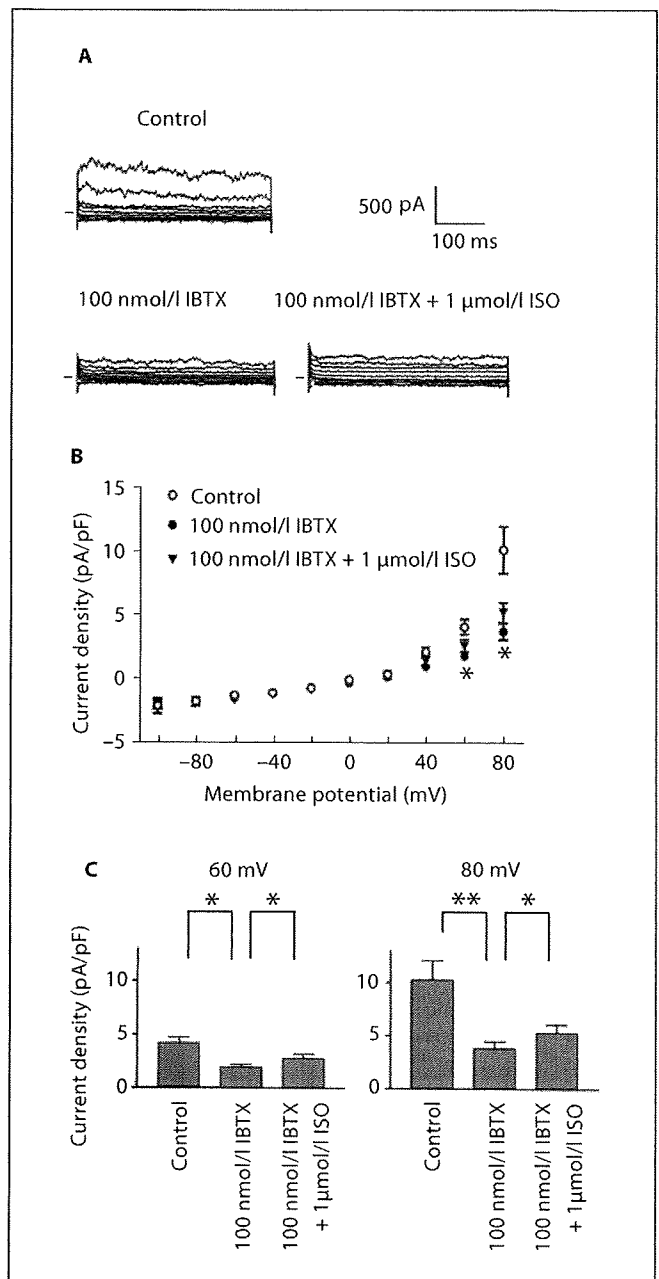 A
Control
500 pA
100 ms
100 nmol/l IBTX
100 nmol/l IBTX + 1 µmol/l ISO
B
Current density (pA/pF)
15
10
5
0
–5
Control
100 nmol/l IBTX
100 nmol/l IBTX + 1 µmol/l ISO
*
*
–80
–40
0
40
80
Membrane potential (mV)
C
60 mV
80 mV
*
*
**
*
Current density (pA/pF)
10
5
0
10
5
0
Control
100 nmol/l IBTX
100 nmol/l IBTX
+ 1µmol/l ISO
Control
100 nmol/l IBTX
100 nmol/l IBTX
+ 1µmol/l ISO